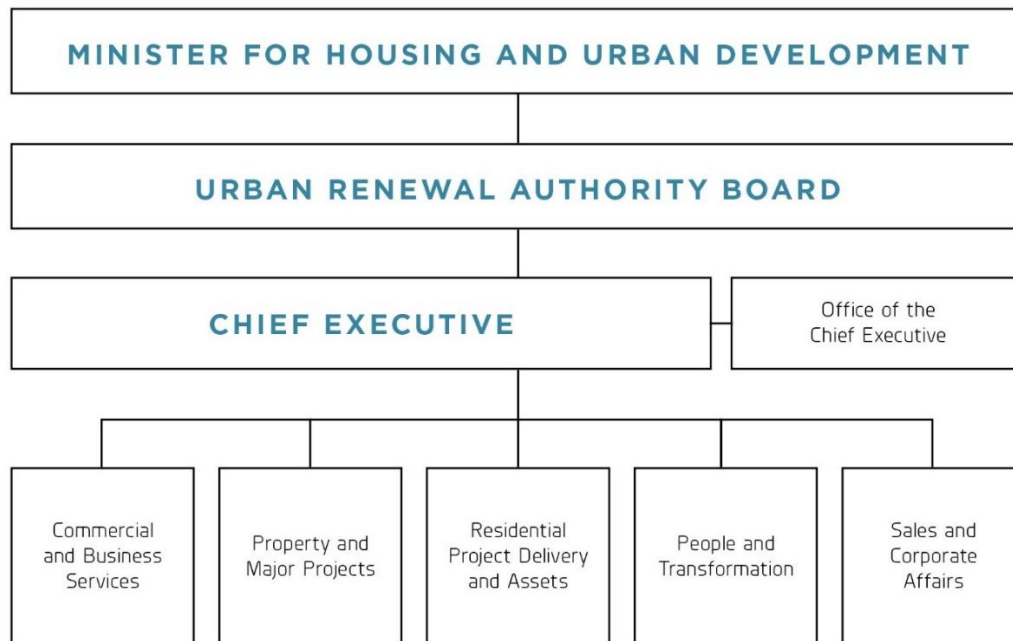 MINISTER FOR HOUSING AND URBAN DEVELOPMENT
URBAN RENEWAL AUTHORITY BOARD
CHIEF EXECUTIVE
Office of the
Chief Executive
Commercial
and Business
Services
Property and
Major Projects
Residential
Project Delivery
and Assets
People and
Transformation
Sales and
Corporate
Affairs